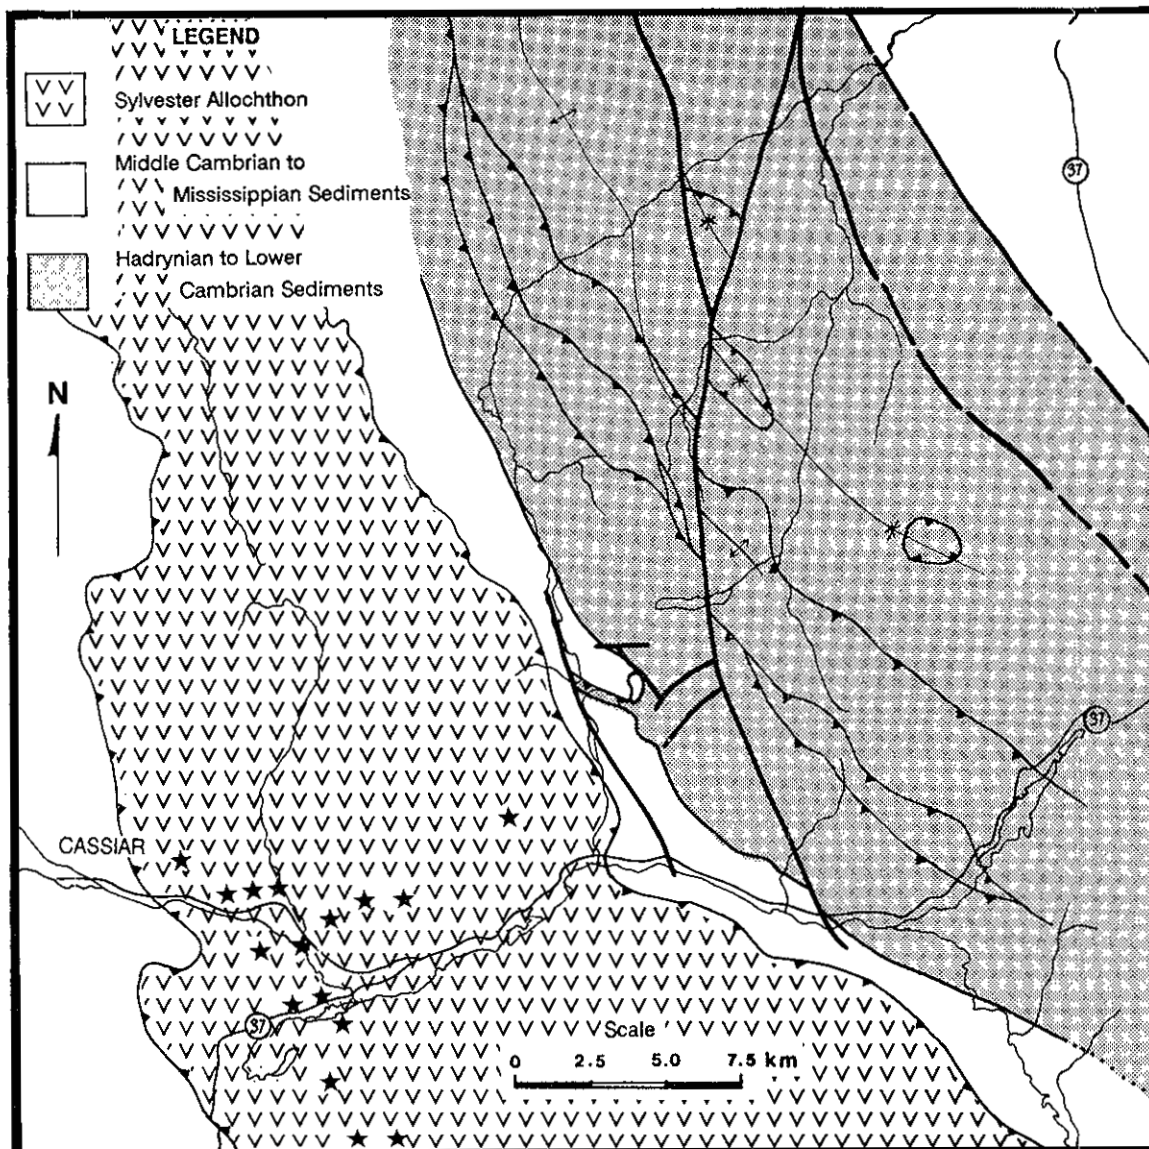 LEGEND
Sylvester Allochthon
Middle Cambrian to
Mississippian Sediments
Hadrynian to Lower
Cambrian Sediments
N
37
37
CASSIAR
37
Scale
0 2.5 5.0 7.5 km